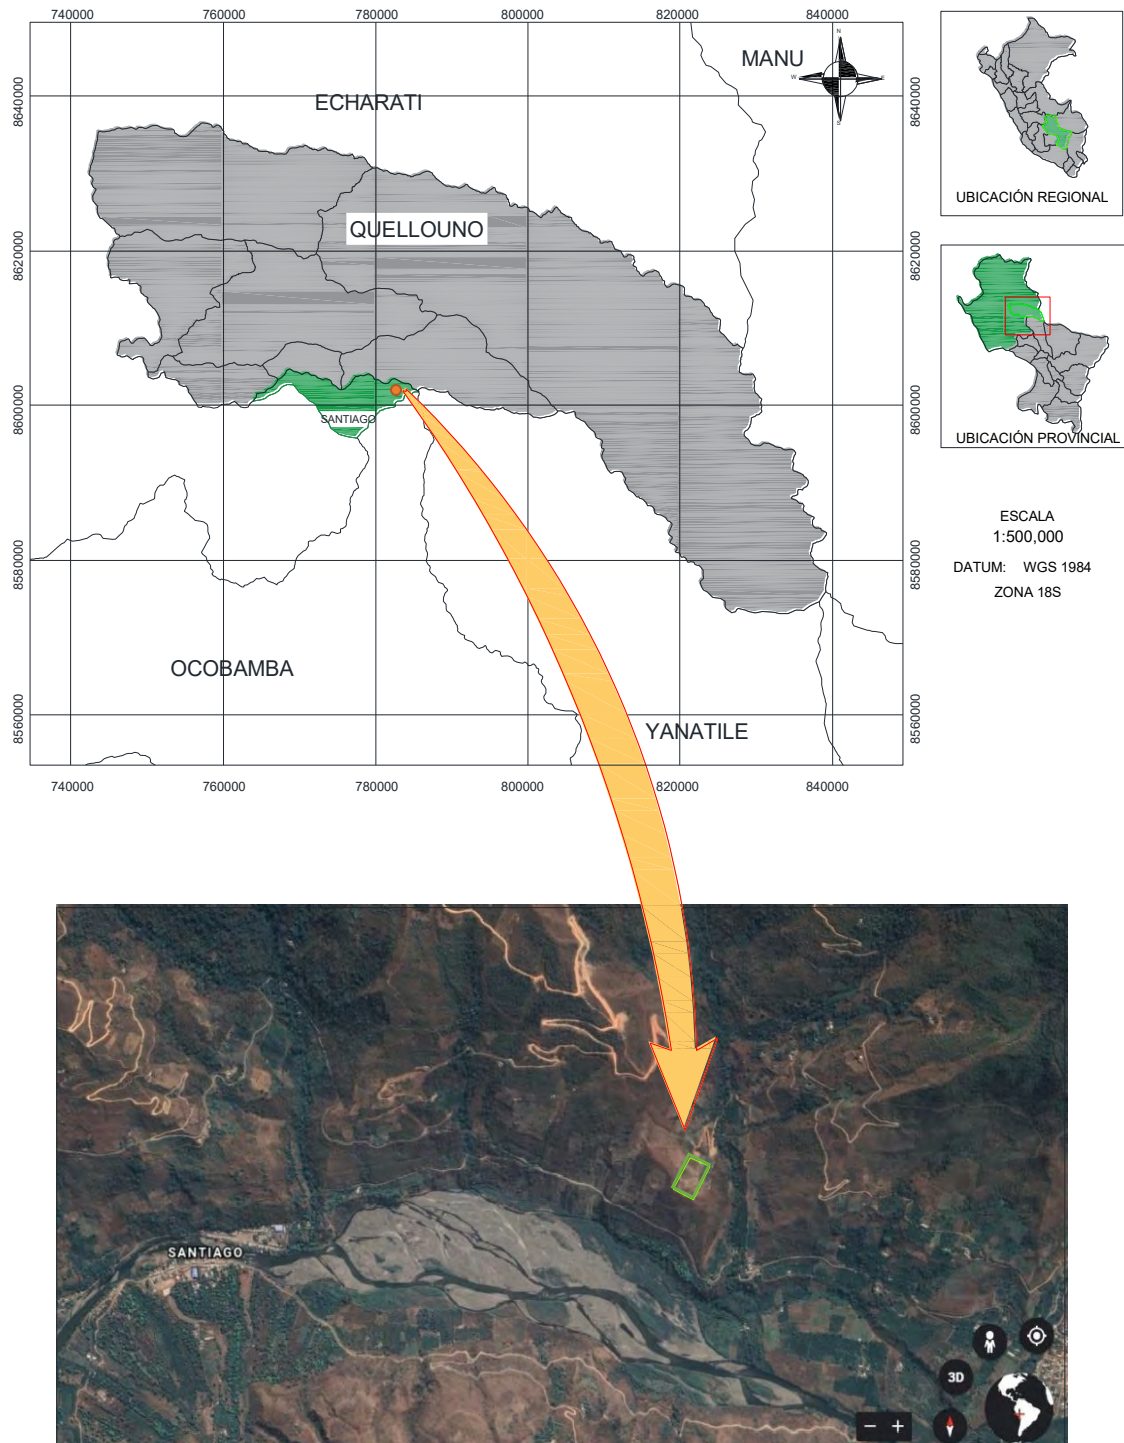 740000 760000 780000 800000 820000 840000
MANU
N
W E
S
ECHARATI
8640000 8640000
QUELLOUNO
8620000 8620000
8600000 8600000
SANTIAGO
8580000 8580000
OCOBAMBA
8560000 8560000
YANATILE
740000 760000 780000 800000 820000 840000
UBICACIÓN REGIONAL
UBICACIÓN PROVINCIAL
ESCALA
1:500,000
DATUM: WGS 1984
ZONA 18S
SANTIAGO
3D
− +